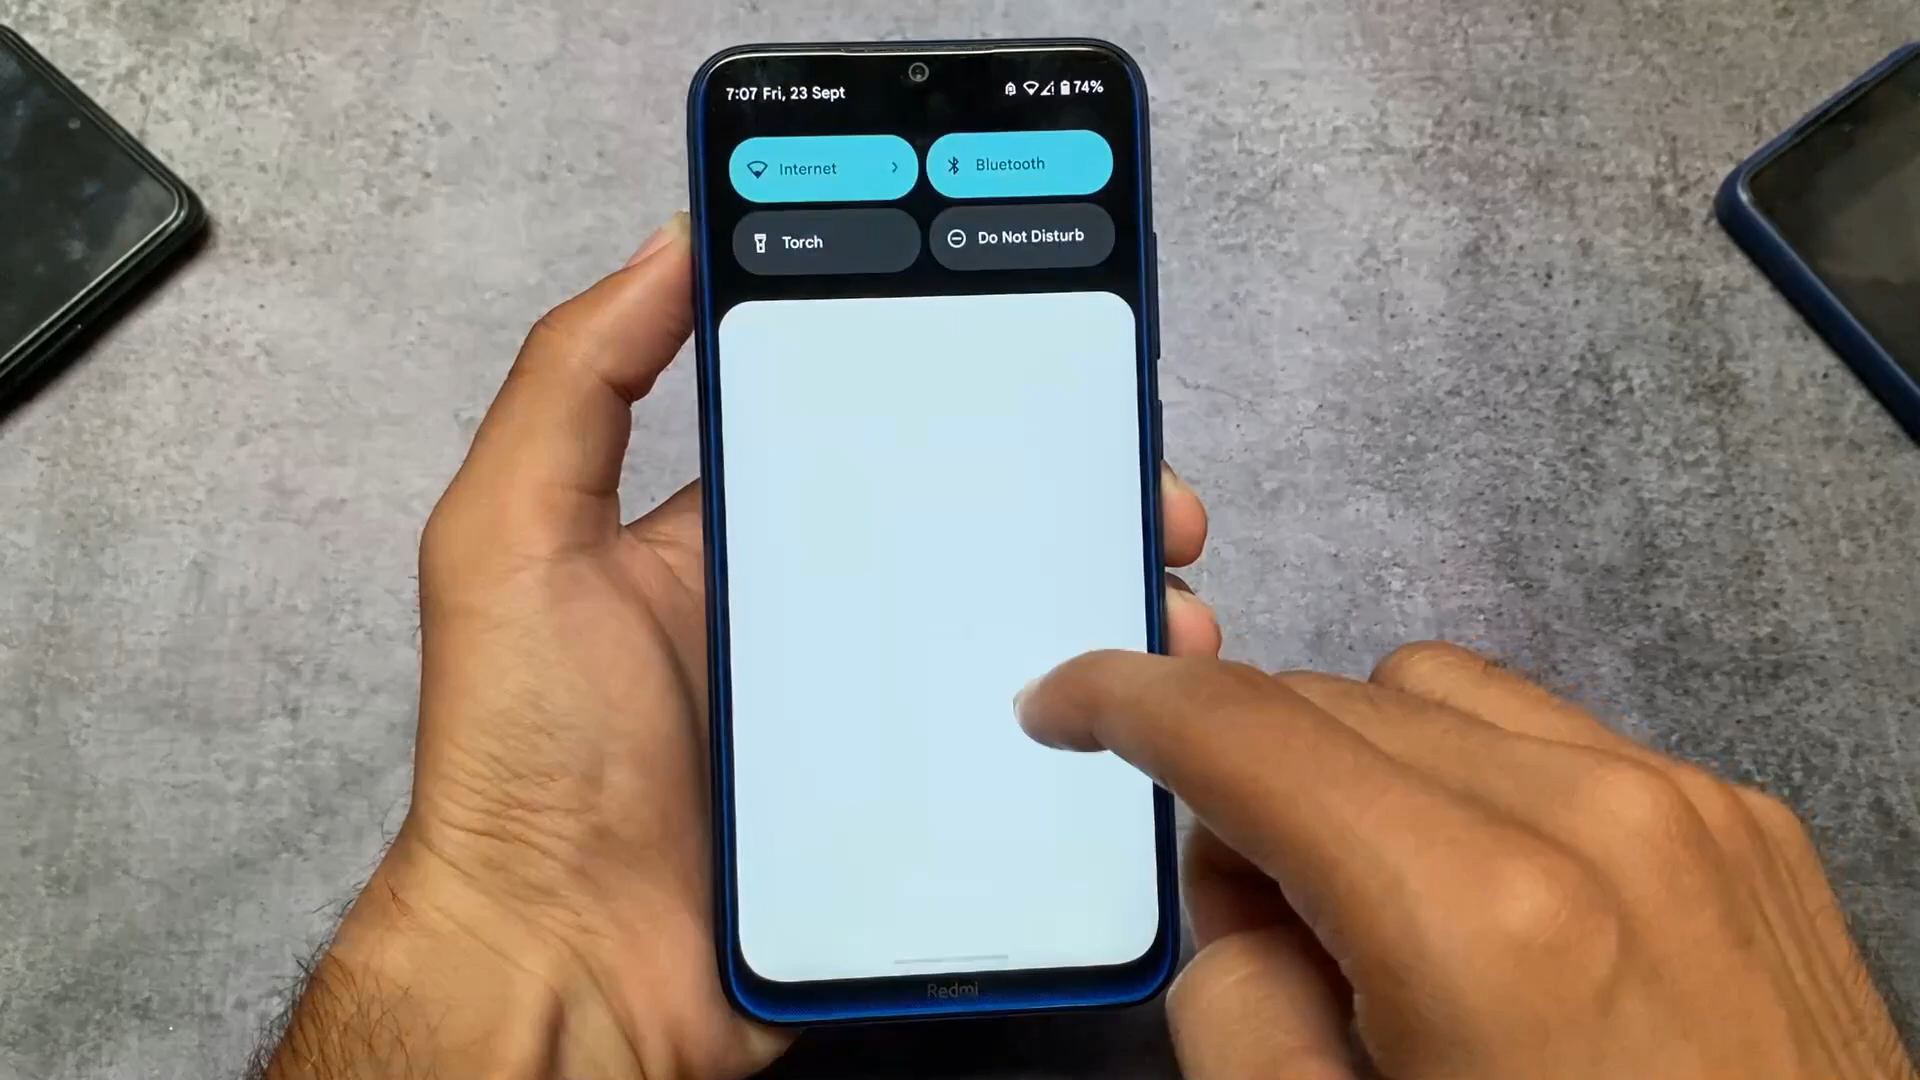 7:07 Fri, 23 Sept
74%
Internet
Bluetooth
Torch
Do Not Disturb
Redmi